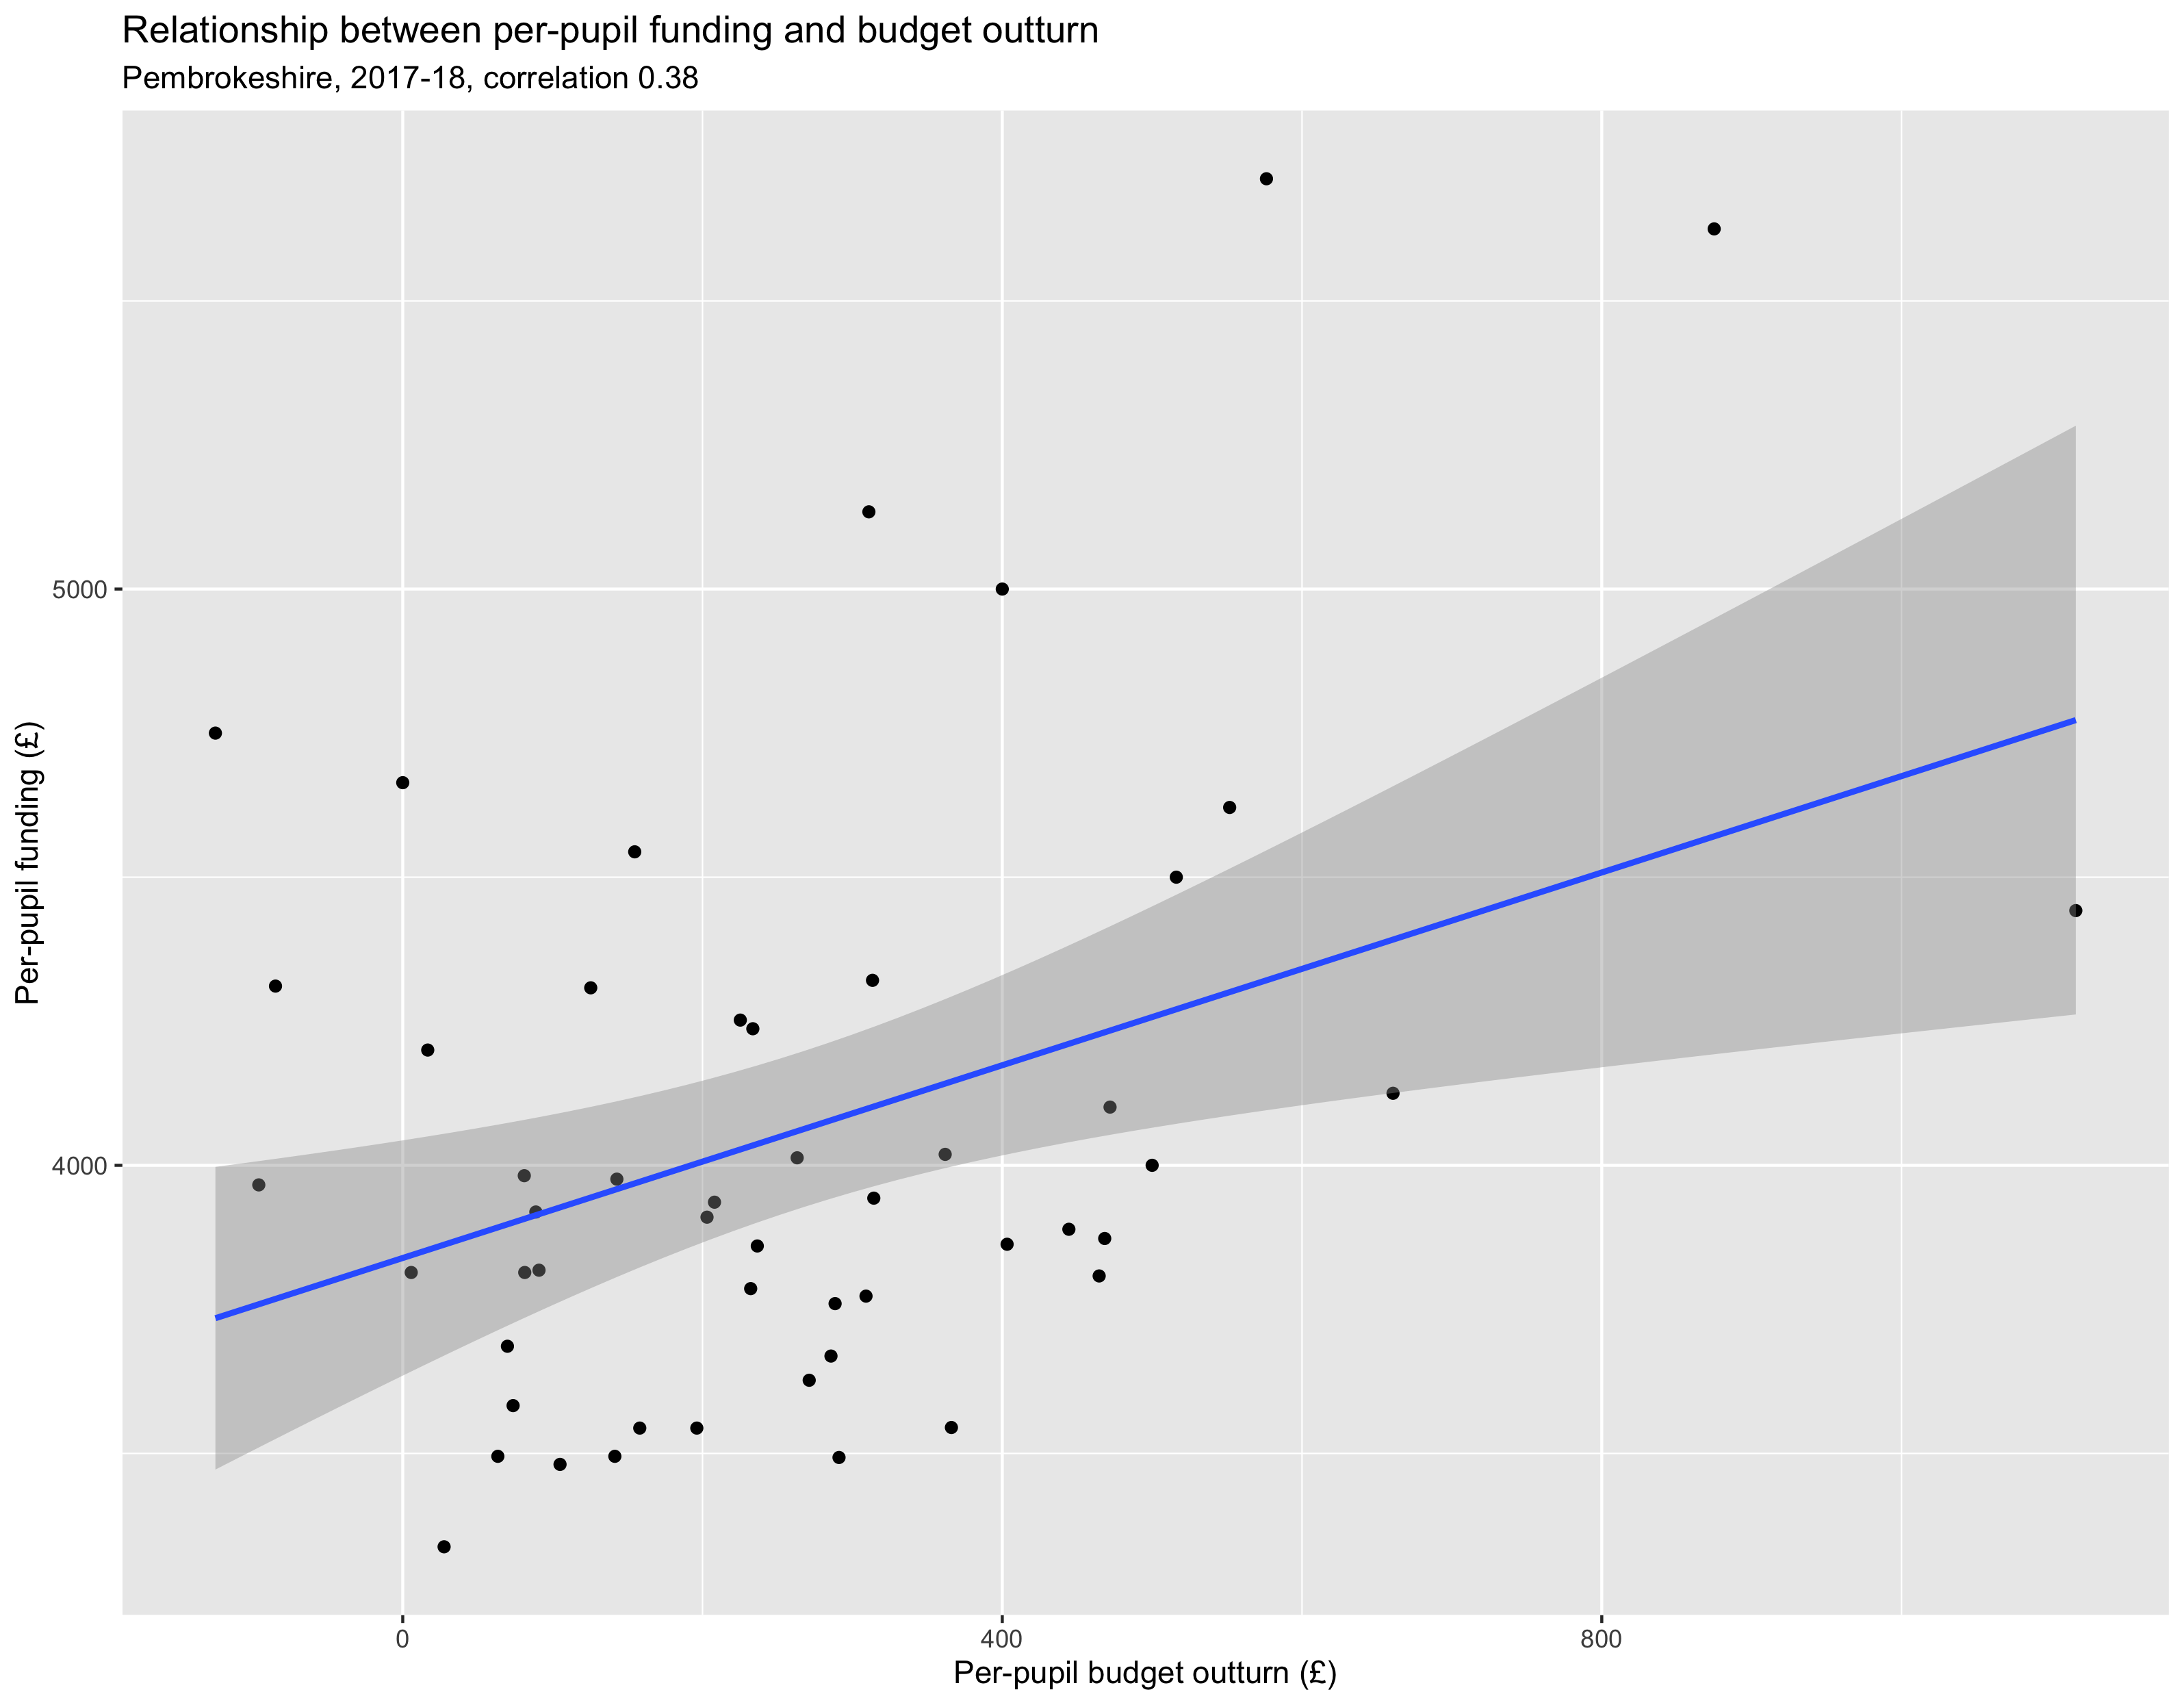 Relationship between per-pupil funding and budget outturn
Pembrokeshire, 2017-18, correlation 0.38
Per-pupil funding (£)
5000
4000
0
400
800
Per-pupil budget outturn (£)